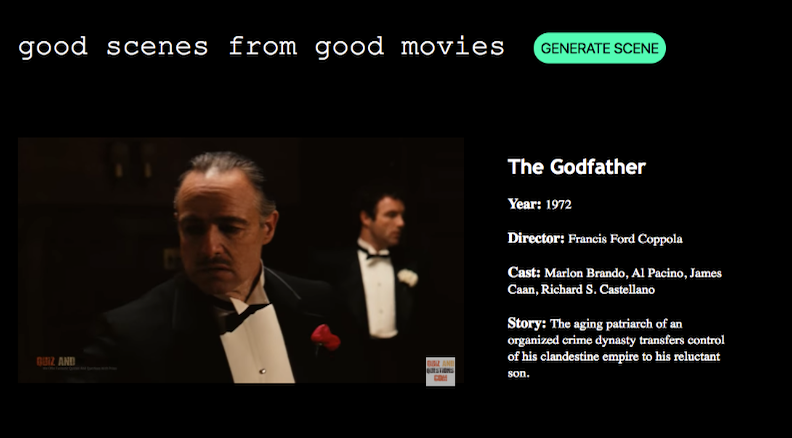 good scenes from good movies
GENERATE SCENE
The Godfather
Year: 1972
Director: Francis Ford Coppola
Cast: Marlon Brando, Al Pacino, James
Caan, Richard S. Castellano
Story: The aging patriarch of an
organized crime dynasty transfers control
of his clandestine empire to his reluctant
son.
QUIZ AND
QUIZ AND